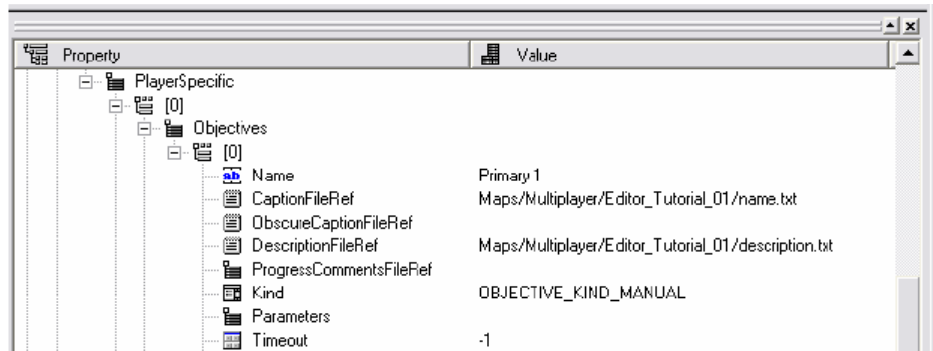 Property Value
PlayerSpecific
[0]
Objectives
[0]
ab Name Primary 1
CaptionFileRef Maps/Multiplayer/Editor_Tutorial_01/name.txt
ObscureCaptionFileRef
DescriptionFileRef Maps/Multiplayer/Editor_Tutorial_01/description.txt
ProgressCommentsFileRef
Kind OBJECTIVE_KIND_MANUAL
Parameters
Timeout -1